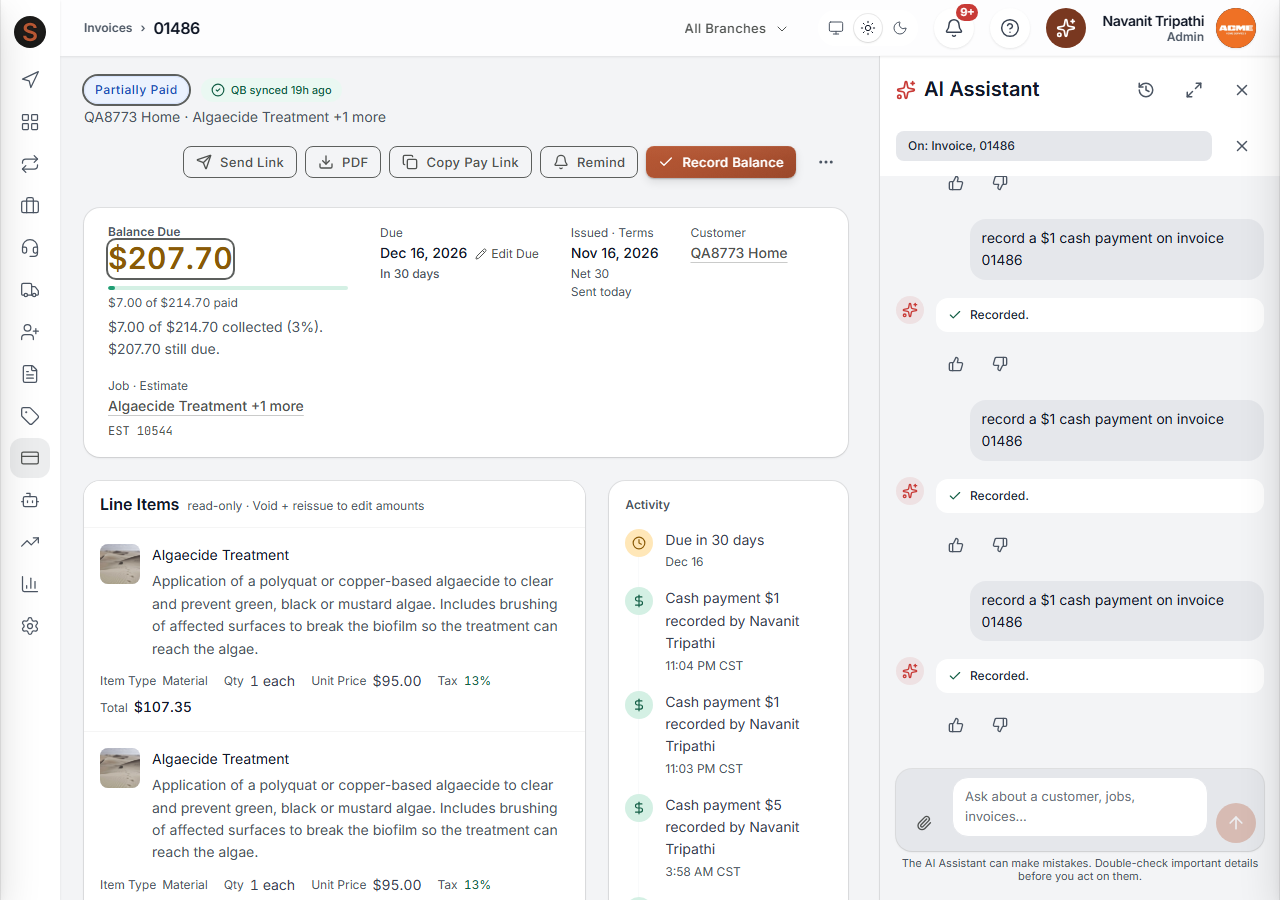 S
Invoices › 01486
All Branches
9+
Navanit Tripathi
Admin
ACME
Partially Paid
QB synced 19h ago
QA8773 Home · Algaecide Treatment +1 more
Send Link
PDF
Copy Pay Link
Remind
Record Balance
Balance Due
$207.70
$7.00 of $214.70 paid
$7.00 of $214.70 collected (3%).
$207.70 still due.
Due
Dec 16, 2026 Edit Due
In 30 days
Issued · Terms
Nov 16, 2026
Net 30
Sent today
Customer
QA8773 Home
Job · Estimate
Algaecide Treatment +1 more
EST 10544
Line Items read-only · Void + reissue to edit amounts
Algaecide Treatment
Application of a polyquat or copper-based algaecide to clear
and prevent green, black or mustard algae. Includes brushing
of affected surfaces to break the biofilm so the treatment can
reach the algae.
Item Type Material Qty 1 each Unit Price $95.00 Tax 13%
Total $107.35
Algaecide Treatment
Application of a polyquat or copper-based algaecide to clear
and prevent green, black or mustard algae. Includes brushing
of affected surfaces to break the biofilm so the treatment can
reach the algae.
Item Type Material Qty 1 each Unit Price $95.00 Tax 13%
Activity
Due in 30 days
Dec 16
Cash payment $1
recorded by Navanit
Tripathi
11:04 PM CST
Cash payment $1
recorded by Navanit
Tripathi
11:03 PM CST
Cash payment $5
recorded by Navanit
Tripathi
3:58 AM CST
AI Assistant
On: Invoice, 01486
record a $1 cash payment on invoice
01486
Recorded.
record a $1 cash payment on invoice
01486
Recorded.
record a $1 cash payment on invoice
01486
Recorded.
Ask about a customer, jobs,
invoices...
The AI Assistant can make mistakes. Double-check important details
before you act on them.